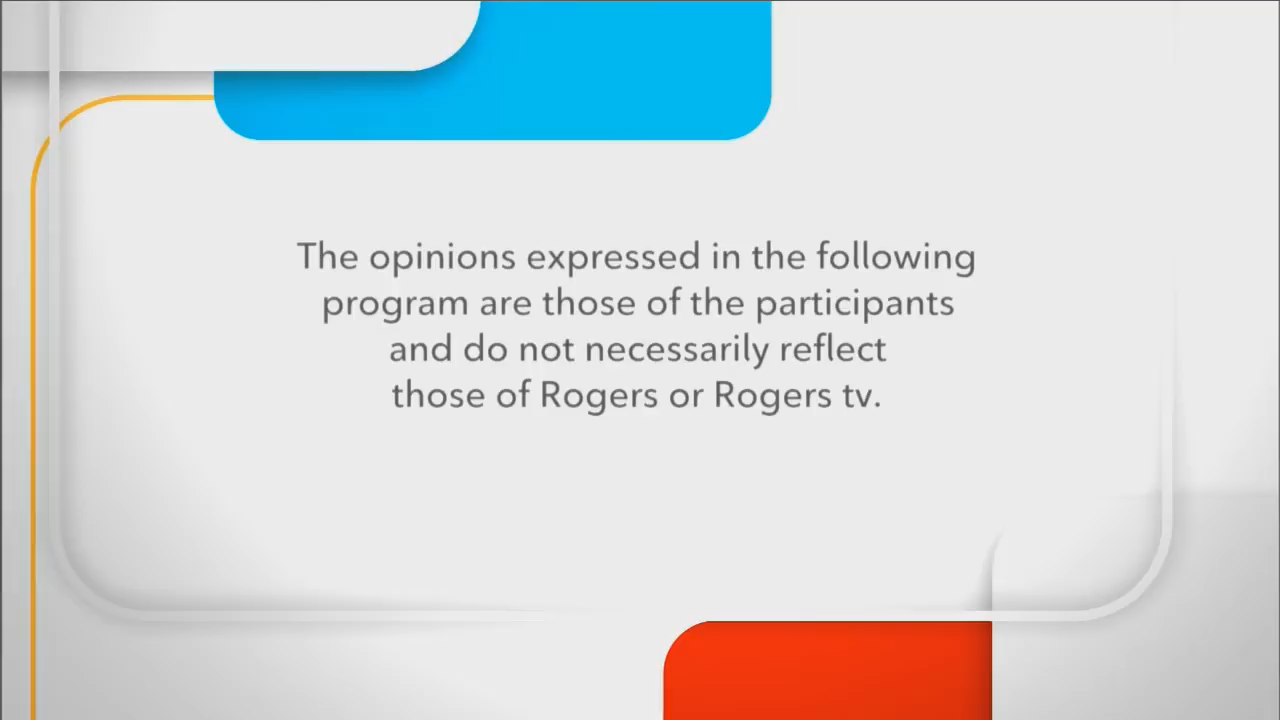 The opinions expressed in the following
program are those of the participants
and do not necessarily reflect
those of Rogers or Rogers tv.